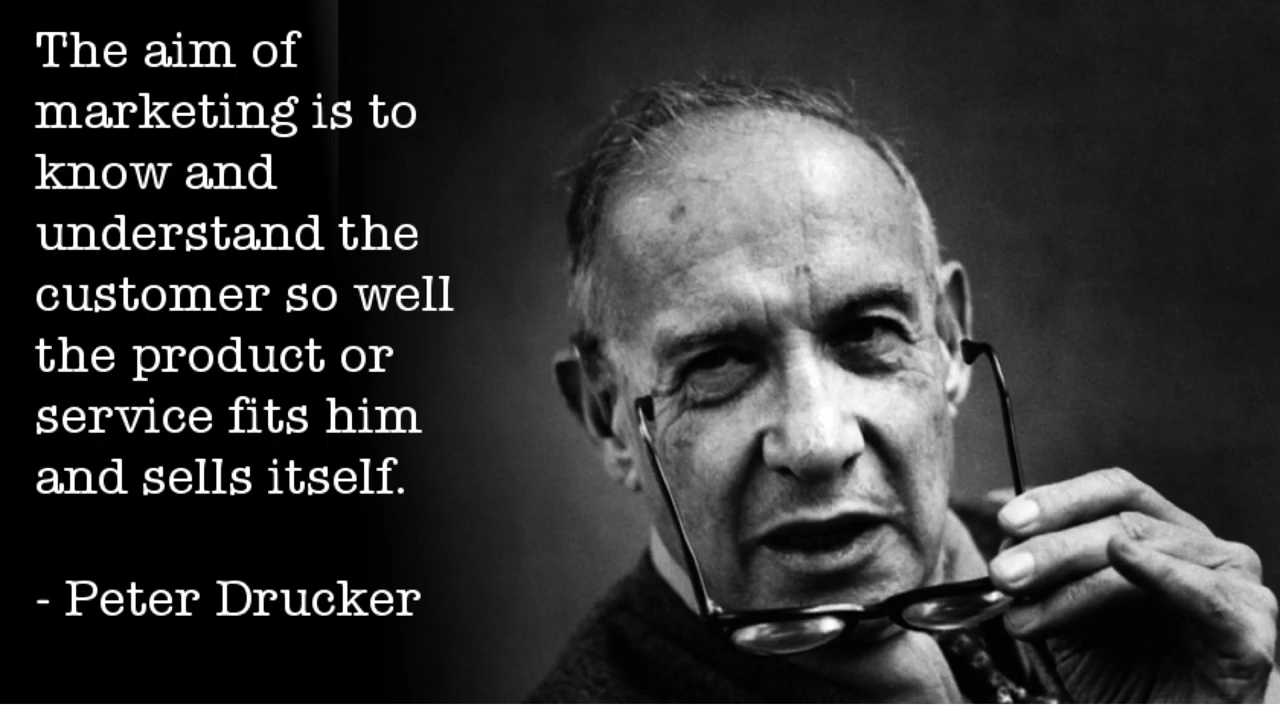 The aim of
marketing is to
know and
understand the
customer so well
the product or
service fits him
and sells itself.
- Peter Drucker